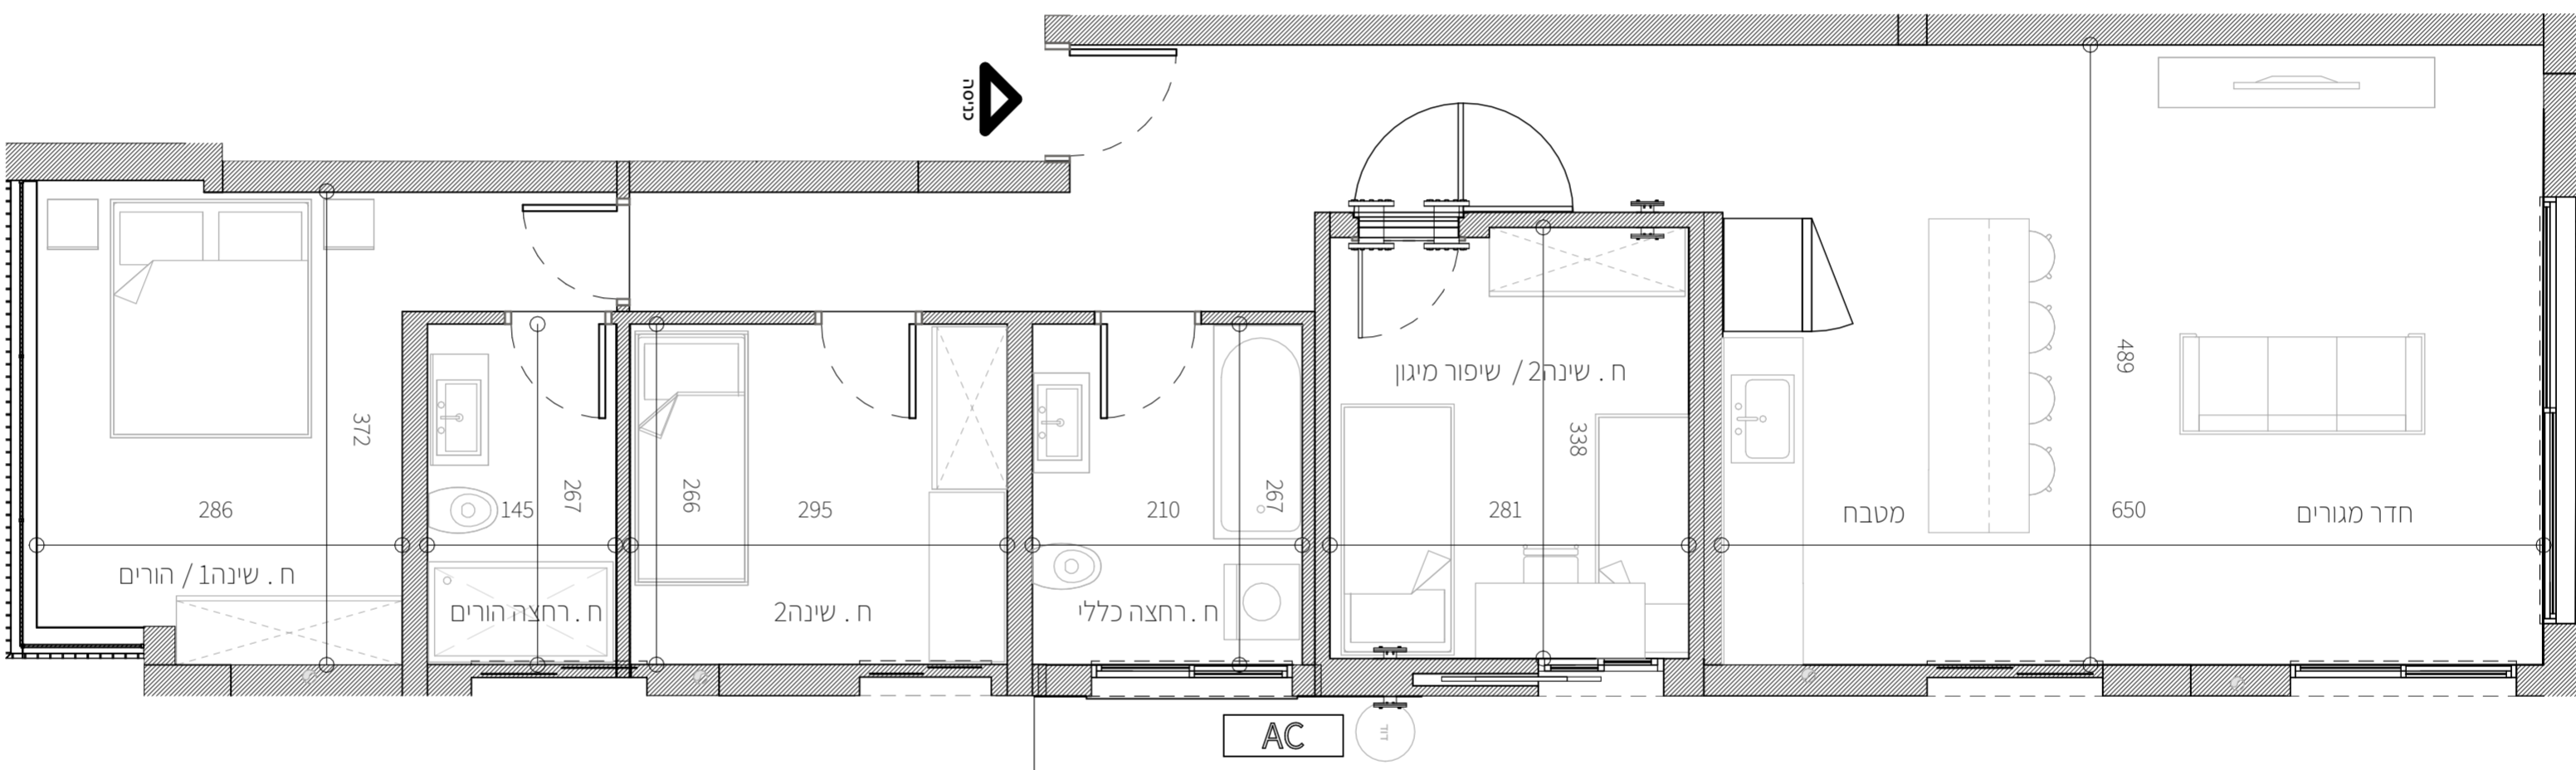 כניסה
ח . שינה2 / שיפור מיגון
489
372
338
286
145
267
266
295
210
267
281
מטבח
650
חדר מגורים
ח . שינה1 / הורים
ח . רחצה הורים
ח . שינה2
ח .רחצה כללי
AC
דוד